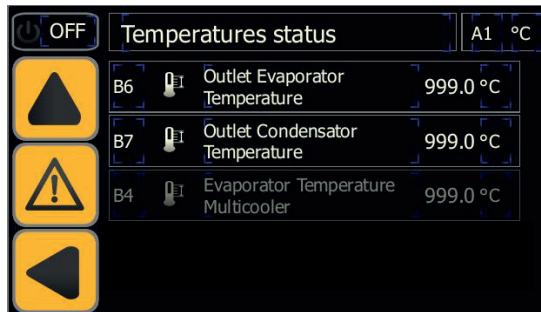 OFF
Temperatures status
A1 °C
B6
Outlet Evaporator
Temperature
999.0 °C
B7
Outlet Condensator
Temperature
999.0 °C
B4
Evaporator Temperature
Multicooler
999.0 °C